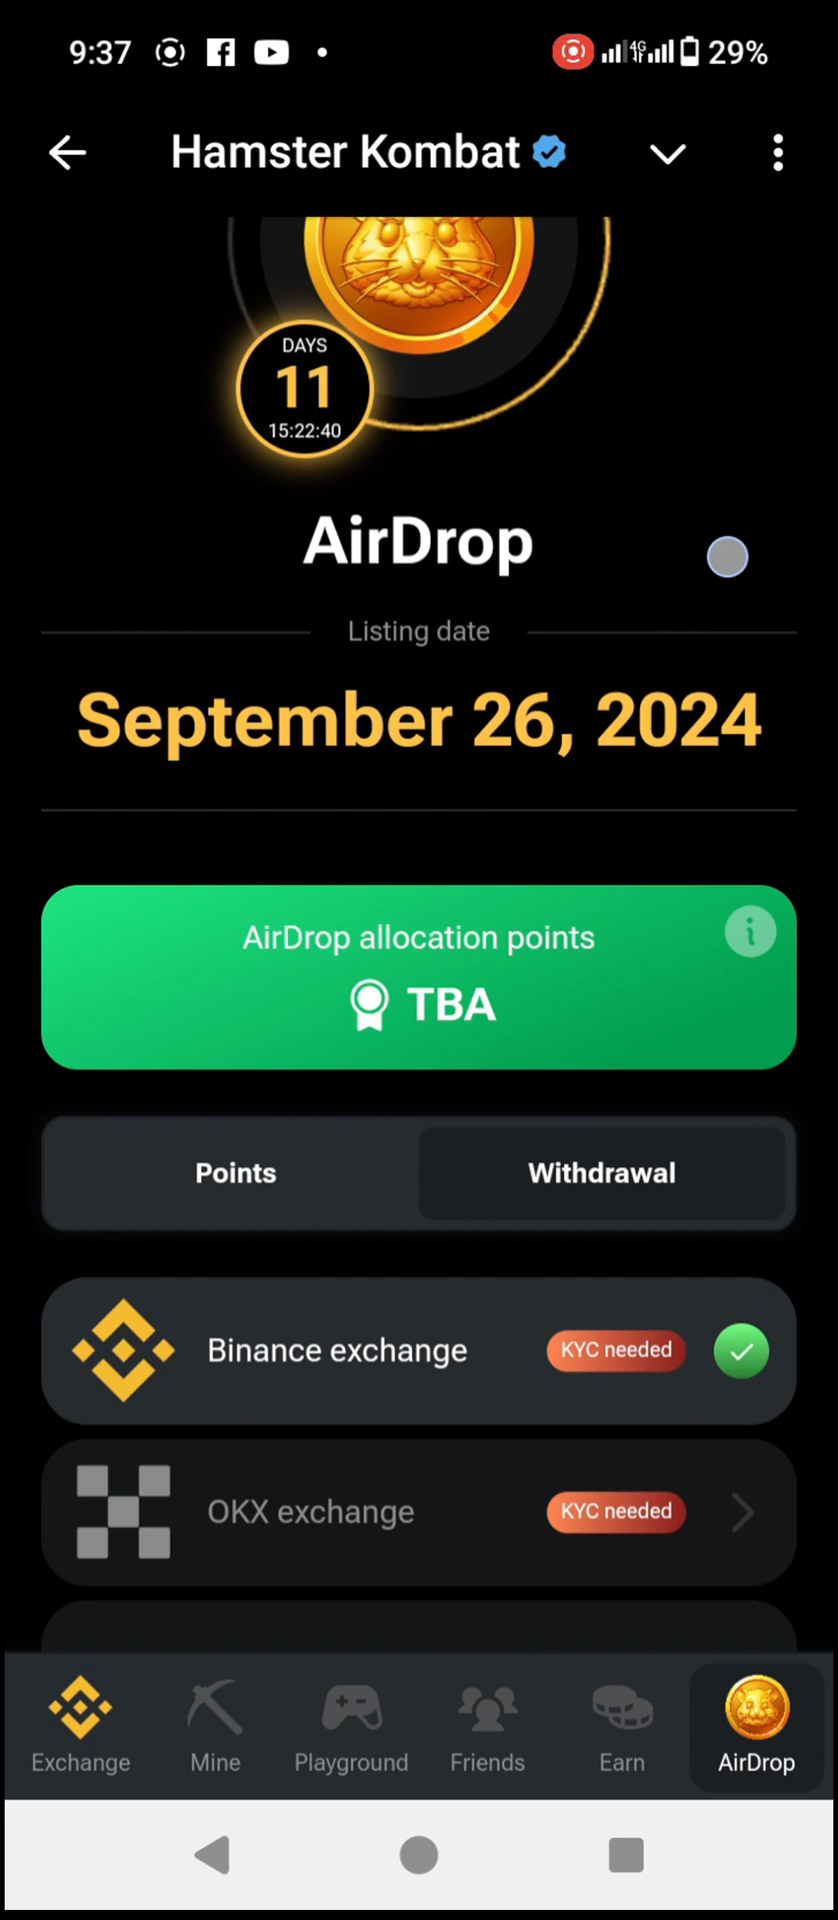 9:37 4G 29%
Hamster Kombat
DAYS
11
15:22:40
AirDrop
Listing date
September 26, 2024
AirDrop allocation points
TBA
Points Withdrawal
Binance exchange KYC needed
OKX exchange KYC needed
Exchange Mine Playground Friends Earn AirDrop